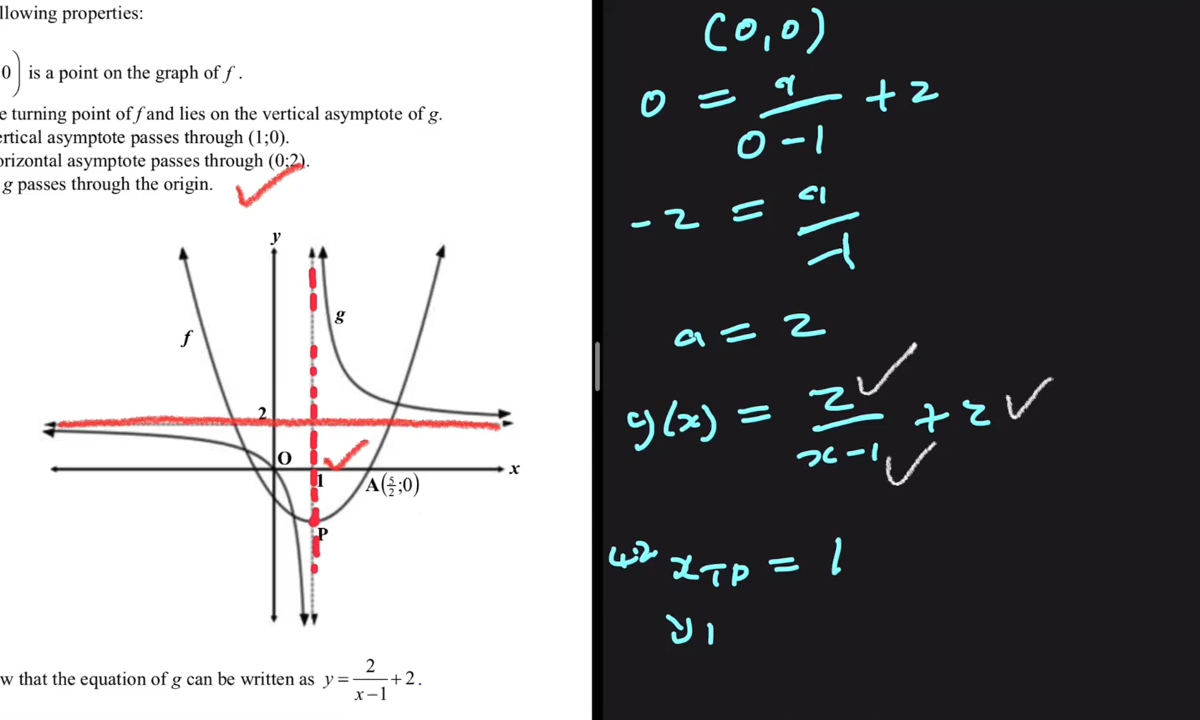 llowing properties:
0) is a point on the graph of f.
e turning point of f and lies on the vertical asymptote of g.
ertical asymptote passes through (1;0).
orizontal asymptote passes through (0;2).
g passes through the origin.
y
f
g
2
O
x
1
A(5/2;0)
P
w that the equation of g can be written as y = 2/(x−1) + 2.
(0,0)
0 = a/(0-1) + 2
-2 = a/-1
a = 2
g(x) = 2/(x-1) + 2
4.2 xTP = 1
y